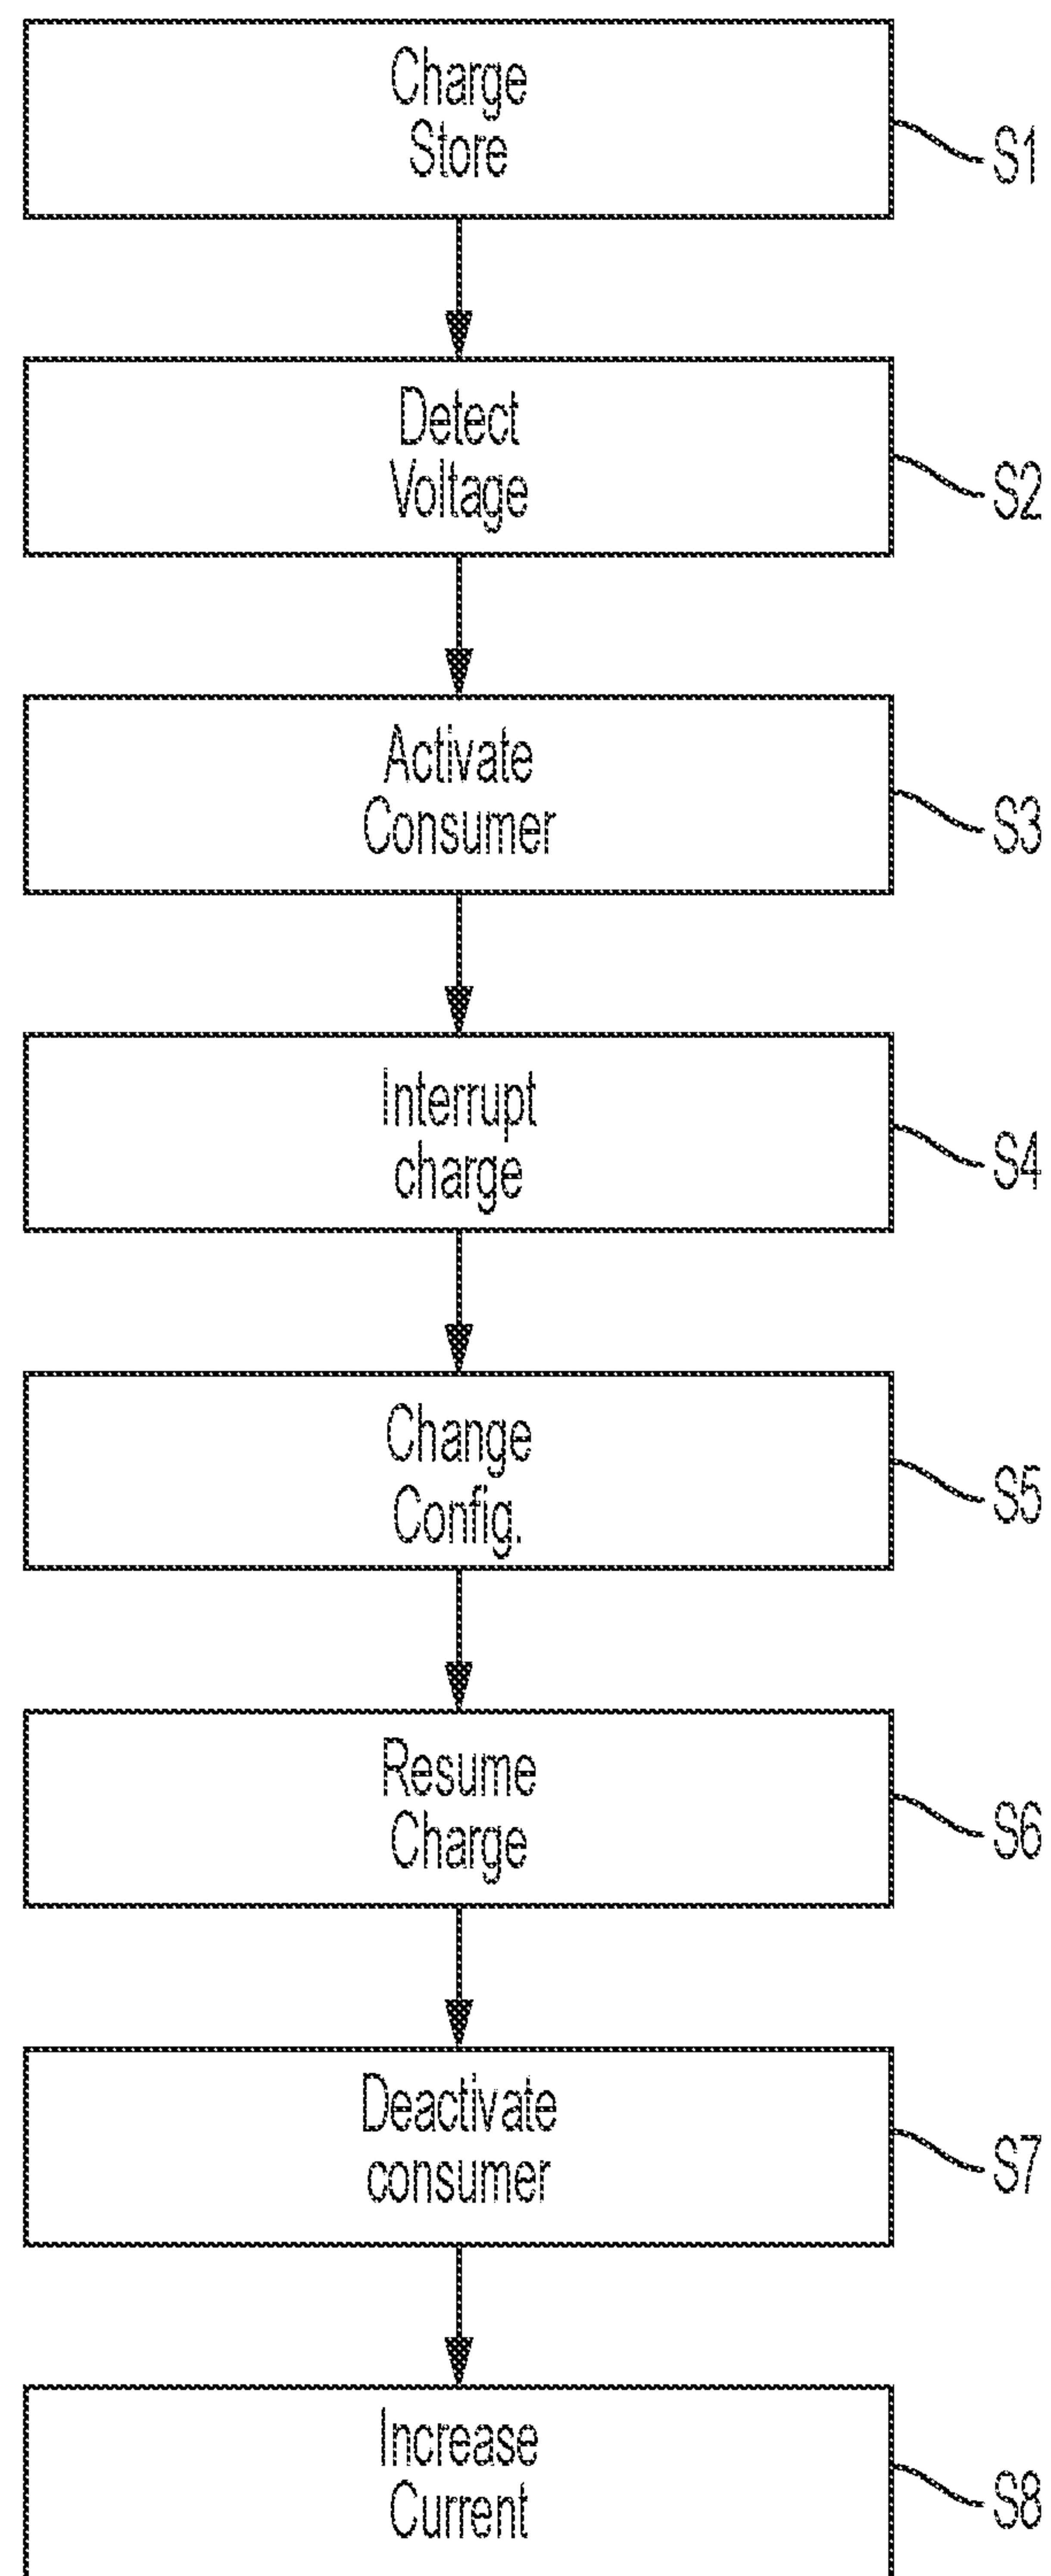 Charge
Store
S1
Detect
Voltage
S2
Activate
Consumer
S3
Interrupt
charge
S4
Change
Config.
S5
Resume
Charge
S6
Deactivate
consumer
S7
Increase
Current
S8